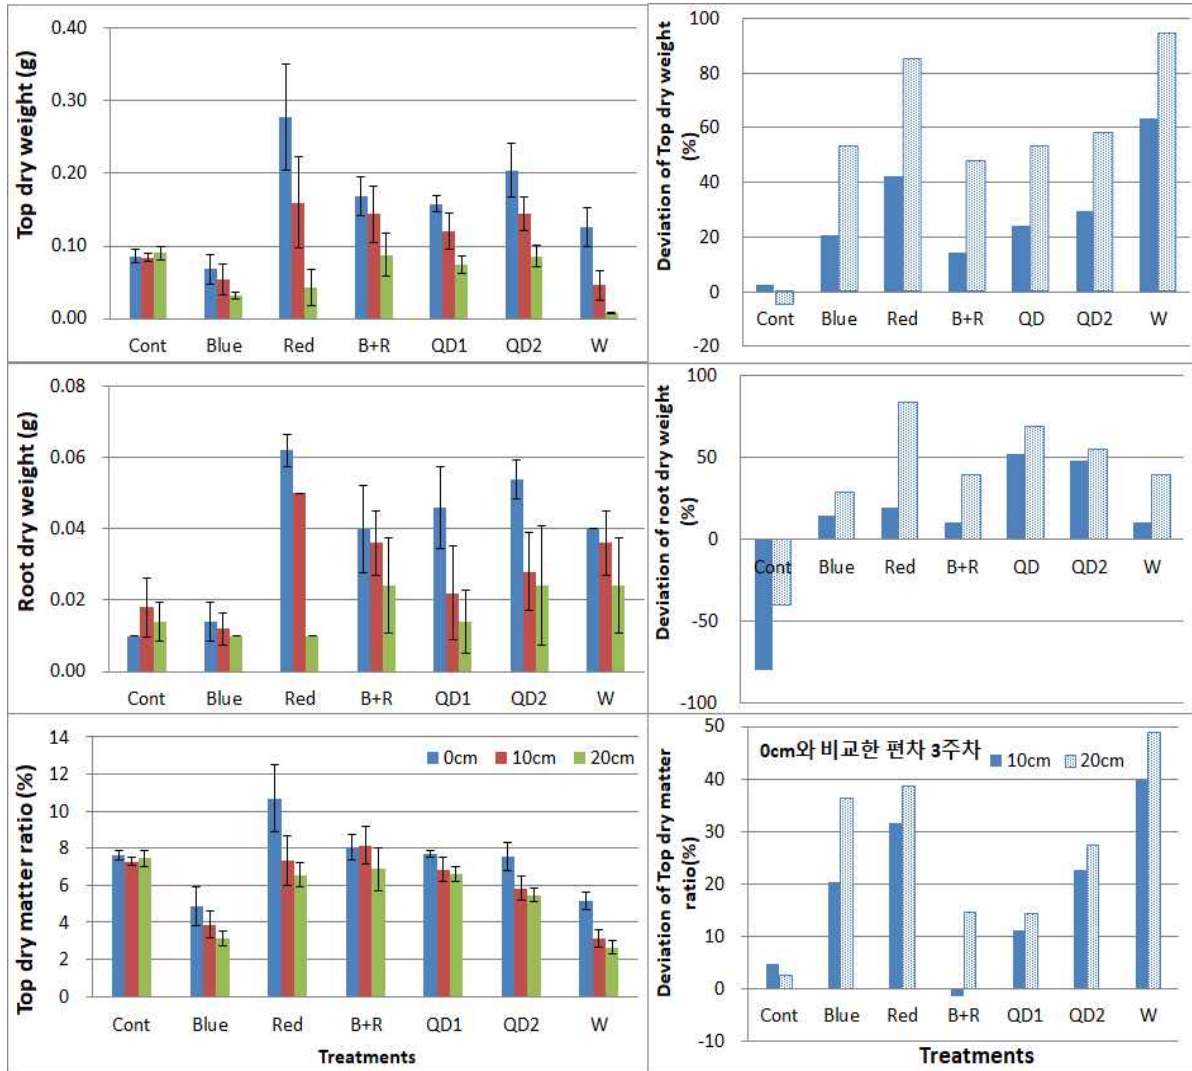 Top dry weight (g)
0.40
0.30
0.20
0.10
0.00
Cont Blue Red B+R QD1 QD2 W
Deviation of Top dry weight
(%)
100
80
60
40
20
0
-20
Cont Blue Red B+R QD QD2 W
Root dry weight (g)
0.08
0.06
0.04
0.02
0.00
Cont Blue Red B+R QD1 QD2 W
Deviation of root dry weight
(%)
100
50
0
-50
-100
Cont Blue Red B+R QD QD2 W
Top dry matter ratio (%)
14
12
10
8
6
4
2
0
0cm 10cm 20cm
Cont Blue Red B+R QD1 QD2 W
Treatments
Deviation of Top dry matter
ratio(%)
50
40
30
20
10
0
-10
0cm와 비교한 편차 3주차 10cm 20cm
Cont Blue Red B+R QD1 QD2 W
Treatments